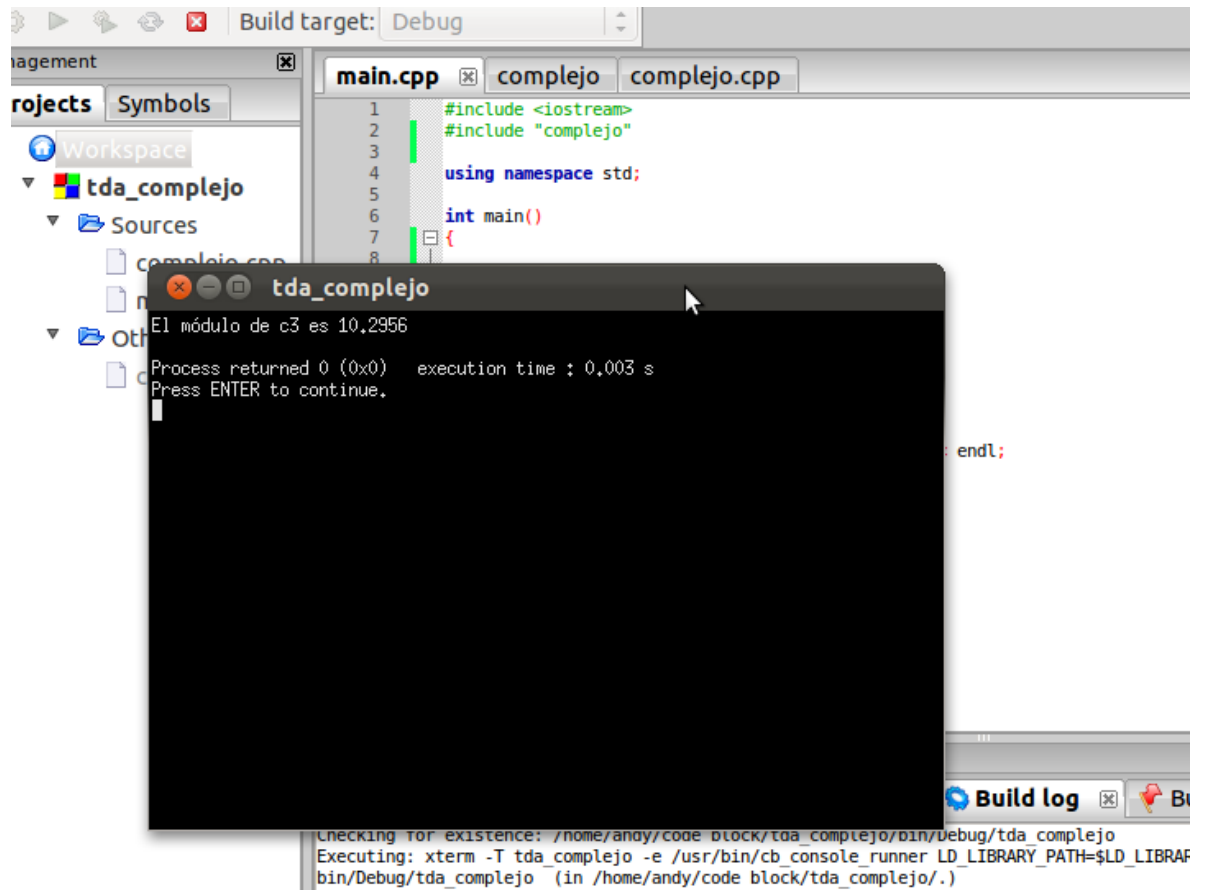 Build target: Debug
agement
rojects Symbols
main.cpp complejo complejo.cpp
Workspace
tda_complejo
Sources
complejo.cpp
1 #include <iostream>
2 #include "complejo"
3
4 using namespace std;
5
6 int main()
7 {
8
endl;
tda_complejo
El módulo de c3 es 10.2956
Process returned 0 (0x0) execution time : 0.003 s
Press ENTER to continue.
Build log
Checking for existence: /home/andy/code block/tda_complejo/bin/Debug/tda_complejo
Executing: xterm -T tda_complejo -e /usr/bin/cb_console_runner LD_LIBRARY_PATH=$LD_LIBRAR
bin/Debug/tda_complejo (in /home/andy/code block/tda_complejo/.)